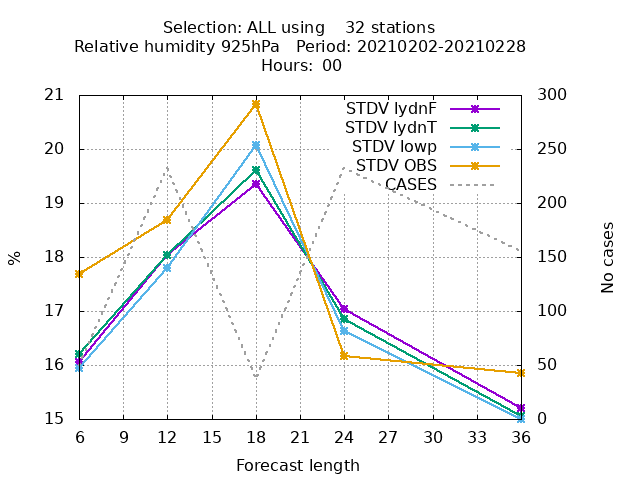 Selection: ALL using    32 stations
Relative humidity 925hPa   Period: 20210202-20210228
Hours: 00
21
20
19
18
17
16
15
%
300
250
200
150
100
50
0
No cases
STDV lydnF
STDV lydnT
STDV lowp
STDV OBS
CASES
6 9 12 15 18 21 24 27 30 33 36
Forecast length